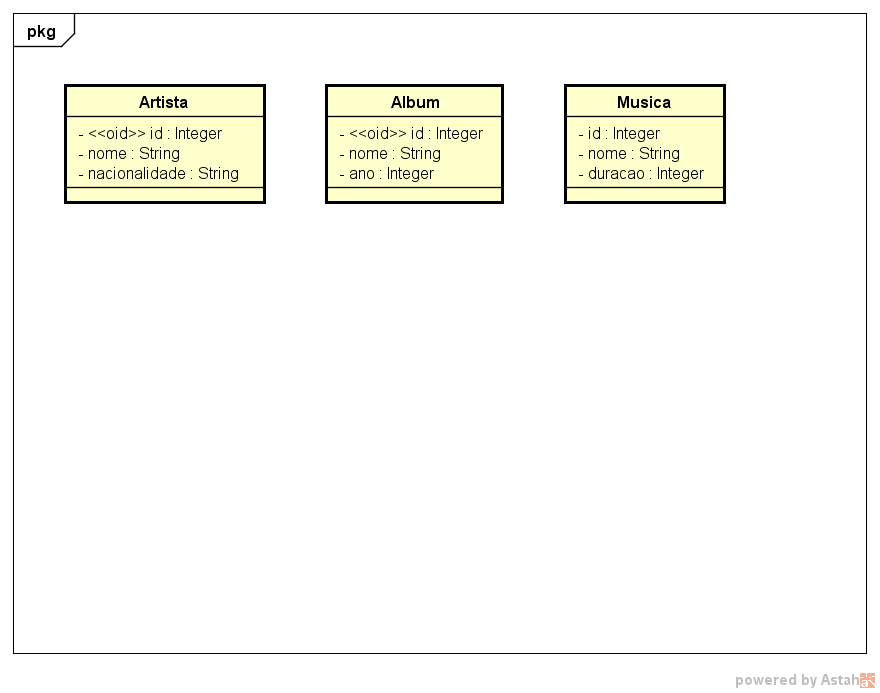 pkg
Artista
- <<oid>> id : Integer
- nome : String
- nacionalidade : String
Album
- <<oid>> id : Integer
- nome : String
- ano : Integer
Musica
- id : Integer
- nome : String
- duracao : Integer
powered by Astah